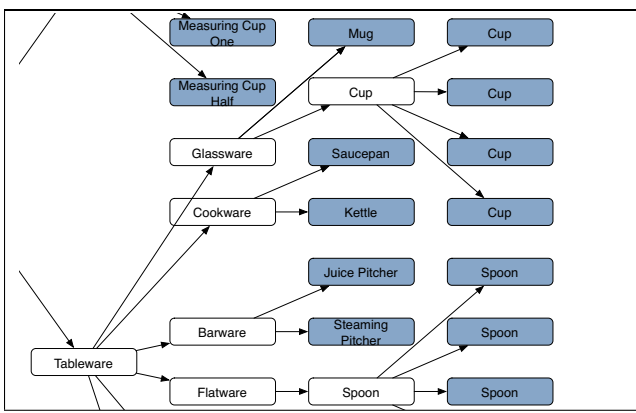 Measuring Cup
One
Mug
Cup
Measuring Cup
Half
Cup
Cup
Glassware
Saucepan
Cup
Cookware
Kettle
Cup
Juice Pitcher
Spoon
Barware
Steaming
Pitcher
Spoon
Tableware
Flatware
Spoon
Spoon